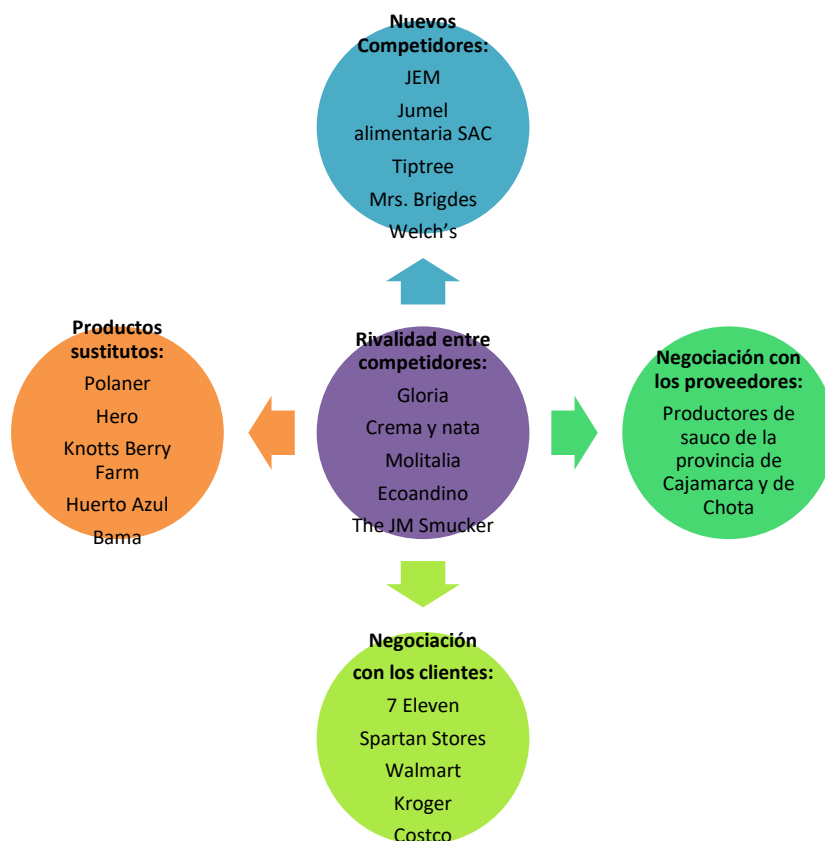 Nuevos
Competidores:
JEM
Jumel
alimentaria SAC
Tiptree
Mrs. Brigdes
Welch’s
Productos
sustitutos:
Polaner
Hero
Knotts Berry
Farm
Huerto Azul
Bama
Rivalidad entre
competidores:
Gloria
Crema y nata
Molitalia
Ecoandino
The JM Smucker
Negociación con
los proveedores:
Productores de
sauco de la
provincia de
Cajamarca y de
Chota
Negociación
con los clientes:
7 Eleven
Spartan Stores
Walmart
Kroger
Costco